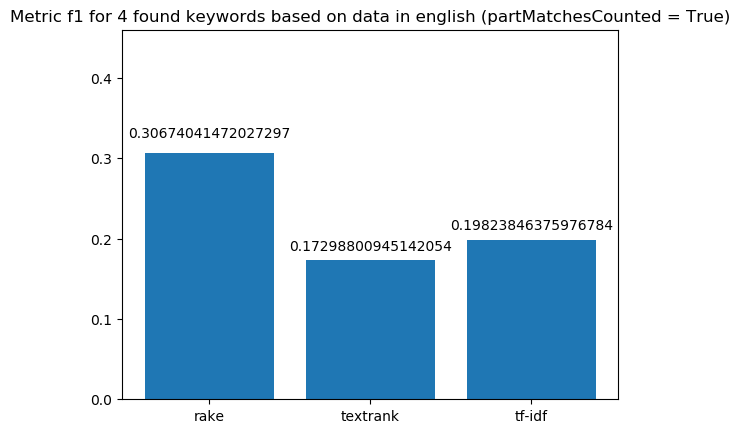 Metric f1 for 4 found keywords based on data in english (partMatchesCounted = True)
0.4
0.30674041472027297
0.3
0.19823846375976784
0.2
0.17298800945142054
0.1
0.0
rake
textrank
tf-idf